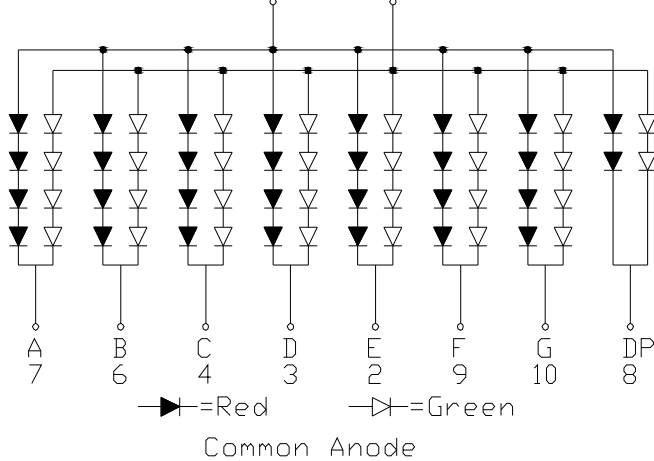 A B C D E F G DP
7 6 4 3 2 9 10 8
=Red =Green
Common Anode